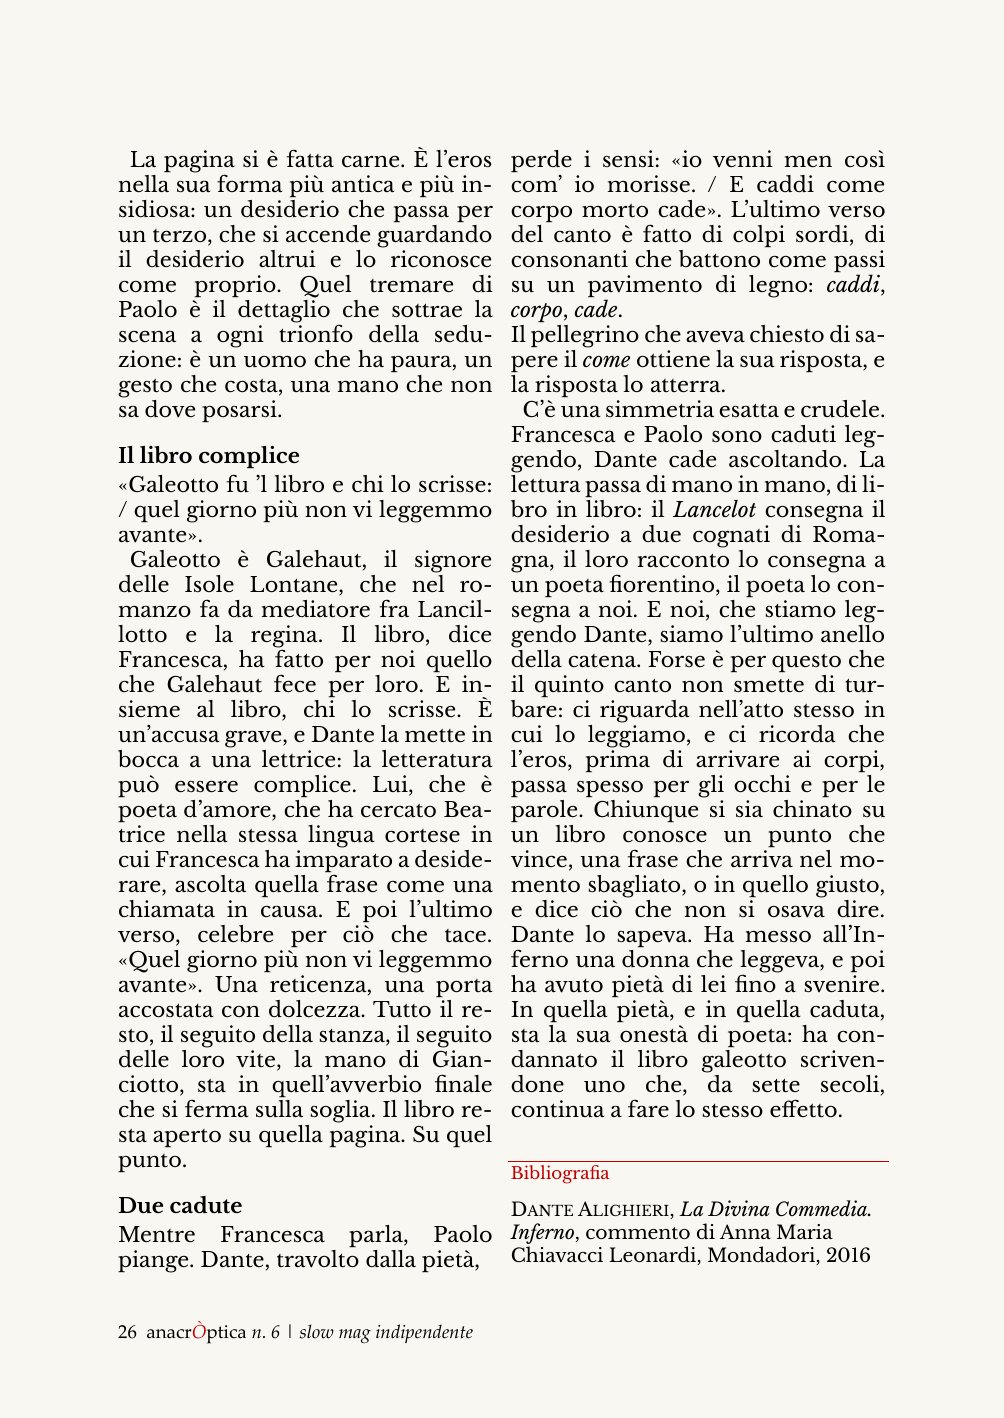 La pagina si è fatta carne. È l’eros
nella sua forma più antica e più in-
sidiosa: un desiderio che passa per
un terzo, che si accende guardando
il desiderio altrui e lo riconosce
come proprio. Quel tremare di
Paolo è il dettaglio che sottrae la
scena a ogni trionfo della sedu-
zione: è un uomo che ha paura, un
gesto che costa, una mano che non
sa dove posarsi.
Il libro complice
«Galeotto fu ’l libro e chi lo scrisse:
/ quel giorno più non vi leggemmo
avante».
Galeotto è Galehaut, il signore
delle Isole Lontane, che nel ro-
manzo fa da mediatore fra Lancil-
lotto e la regina. Il libro, dice
Francesca, ha fatto per noi quello
che Galehaut fece per loro. E in-
sieme al libro, chi lo scrisse. È
un’accusa grave, e Dante la mette in
bocca a una lettrice: la letteratura
può essere complice. Lui, che è
poeta d’amore, che ha cercato Bea-
trice nella stessa lingua cortese in
cui Francesca ha imparato a deside-
rare, ascolta quella frase come una
chiamata in causa. E poi l’ultimo
verso, celebre per ciò che tace.
«Quel giorno più non vi leggemmo
avante». Una reticenza, una porta
accostata con dolcezza. Tutto il re-
sto, il seguito della stanza, il seguito
delle loro vite, la mano di Gian-
ciotto, sta in quell’avverbio finale
che si ferma sulla soglia. Il libro re-
sta aperto su quella pagina. Su quel
punto.
Due cadute
Mentre Francesca parla, Paolo
piange. Dante, travolto dalla pietà,
perde i sensi: «io venni men così
com’ io morisse. / E caddi come
corpo morto cade». L’ultimo verso
del canto è fatto di colpi sordi, di
consonanti che battono come passi
su un pavimento di legno: caddi,
corpo, cade.
Il pellegrino che aveva chiesto di sa-
pere il come ottiene la sua risposta, e
la risposta lo atterra.
C’è una simmetria esatta e crudele.
Francesca e Paolo sono caduti leg-
gendo, Dante cade ascoltando. La
lettura passa di mano in mano, di li-
bro in libro: il Lancelot consegna il
desiderio a due cognati di Roma-
gna, il loro racconto lo consegna a
un poeta fiorentino, il poeta lo con-
segna a noi. E noi, che stiamo leg-
gendo Dante, siamo l’ultimo anello
della catena. Forse è per questo che
il quinto canto non smette di tur-
bare: ci riguarda nell’atto stesso in
cui lo leggiamo, e ci ricorda che
l’eros, prima di arrivare ai corpi,
passa spesso per gli occhi e per le
parole. Chiunque si sia chinato su
un libro conosce un punto che
vince, una frase che arriva nel mo-
mento sbagliato, o in quello giusto,
e dice ciò che non si osava dire.
Dante lo sapeva. Ha messo all’In-
ferno una donna che leggeva, e poi
ha avuto pietà di lei fino a svenire.
In quella pietà, e in quella caduta,
sta la sua onestà di poeta: ha con-
dannato il libro galeotto scriven-
done uno che, da sette secoli,
continua a fare lo stesso effetto.
Bibliografia
DANTE ALIGHIERI, La Divina Commedia.
Inferno, commento di Anna Maria
Chiavacci Leonardi, Mondadori, 2016
26 anacrÒptica n. 6 | slow mag indipendente